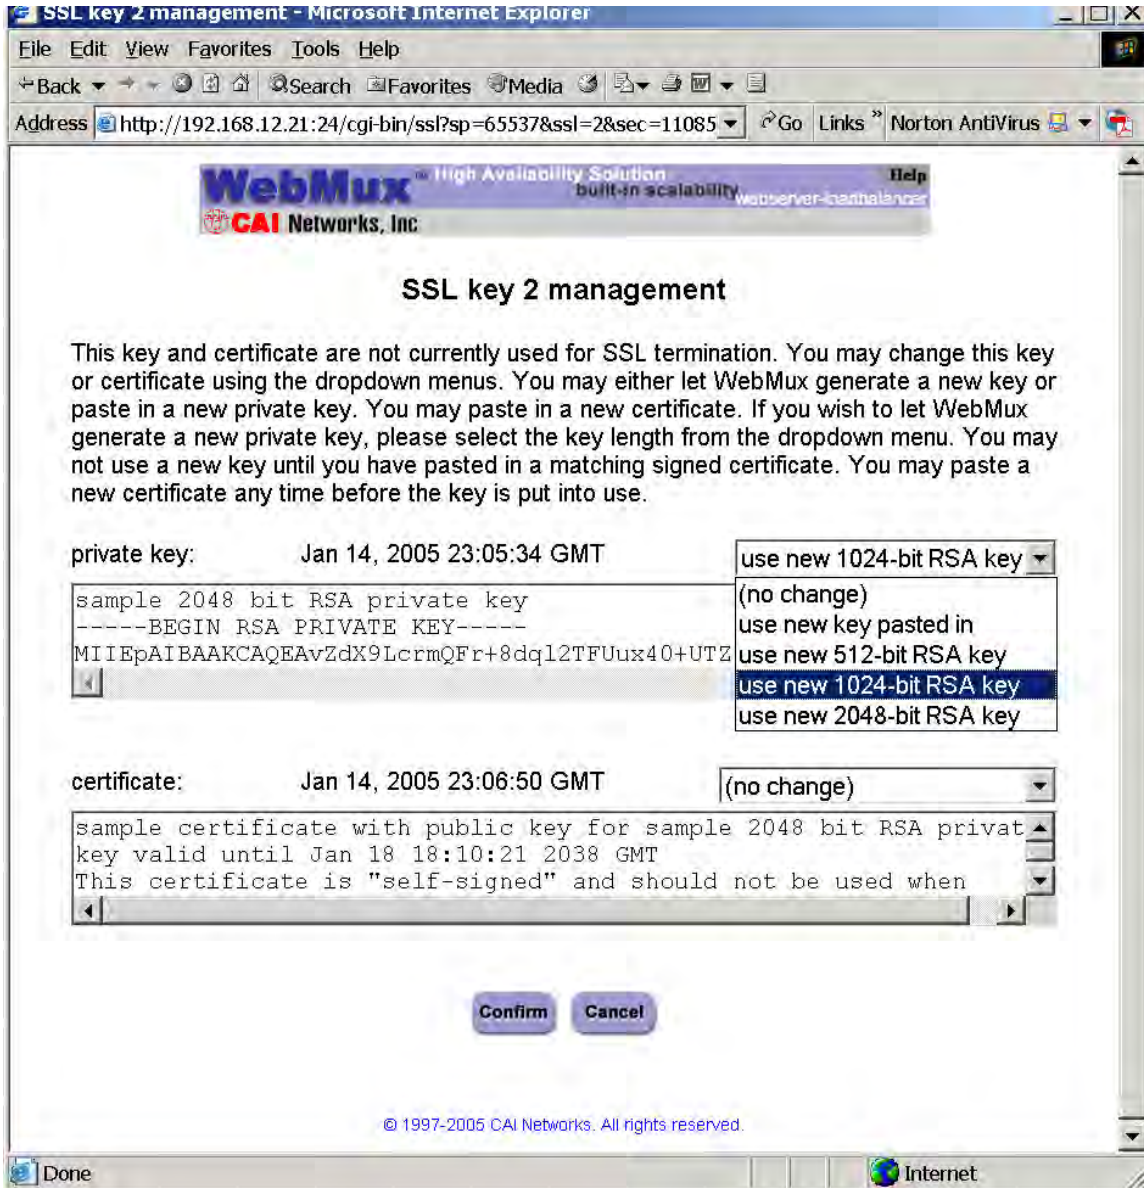 SSL key 2 management - Microsoft Internet Explorer
File Edit View Favorites Tools Help
Back Search Favorites Media
Address http://192.168.12.21:24/cgi-bin/ssl?sp=65537&ssl=2&sec=11085 Go Links » Norton AntiVirus
WebMux™ High Availability Solution Help
built-in scalability webserver-loadbalancer
CAI Networks, Inc
SSL key 2 management
This key and certificate are not currently used for SSL termination. You may change this key
or certificate using the dropdown menus. You may either let WebMux generate a new key or
paste in a new private key. You may paste in a new certificate. If you wish to let WebMux
generate a new private key, please select the key length from the dropdown menu. You may
not use a new key until you have pasted in a matching signed certificate. You may paste a
new certificate any time before the key is put into use.
private key: Jan 14, 2005 23:05:34 GMT use new 1024-bit RSA key
(no change)
use new key pasted in
use new 512-bit RSA key
use new 1024-bit RSA key
use new 2048-bit RSA key
sample 2048 bit RSA private key
-----BEGIN RSA PRIVATE KEY-----
MIIEpAIBAAKCAQEAvZdX9LcrmQFr+8dql2TFUux40+UTZ
certificate: Jan 14, 2005 23:06:50 GMT (no change)
sample certificate with public key for sample 2048 bit RSA privat
key valid until Jan 18 18:10:21 2038 GMT
This certificate is "self-signed" and should not be used when
Confirm Cancel
© 1997-2005 CAI Networks. All rights reserved.
Done Internet